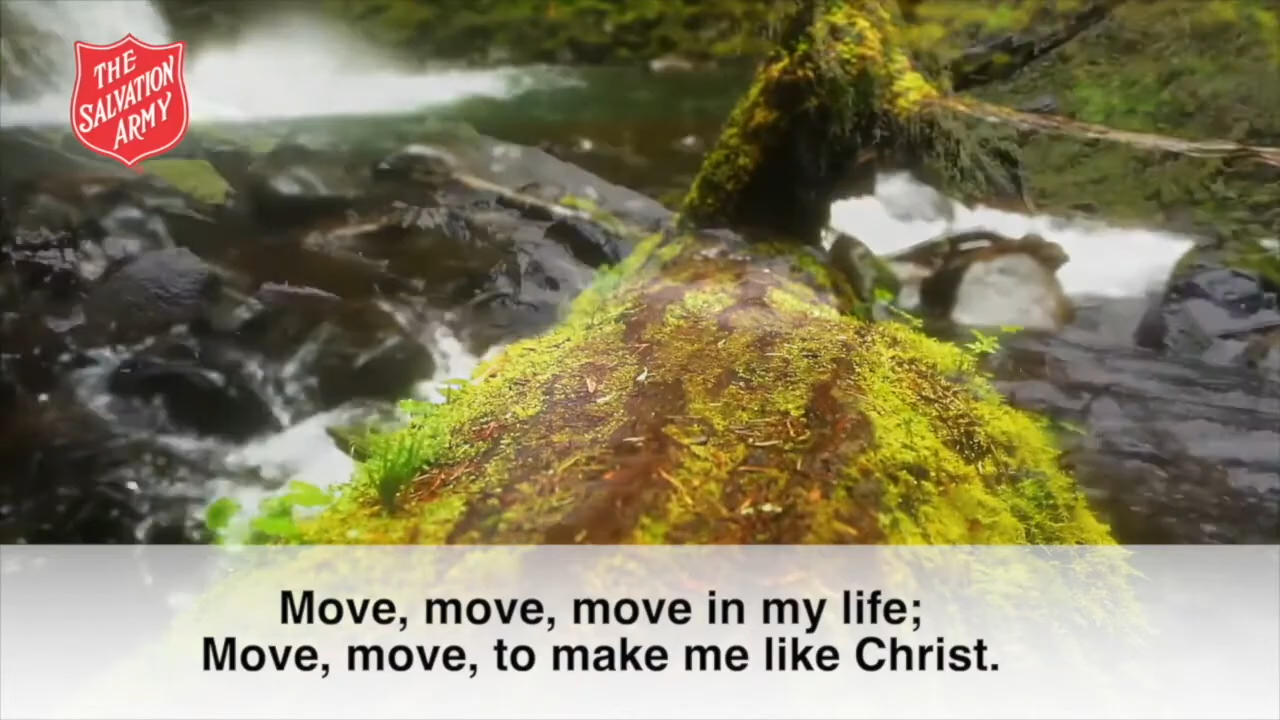 THE
SALVATION
ARMY
Move, move, move in my life;
Move, move, to make me like Christ.